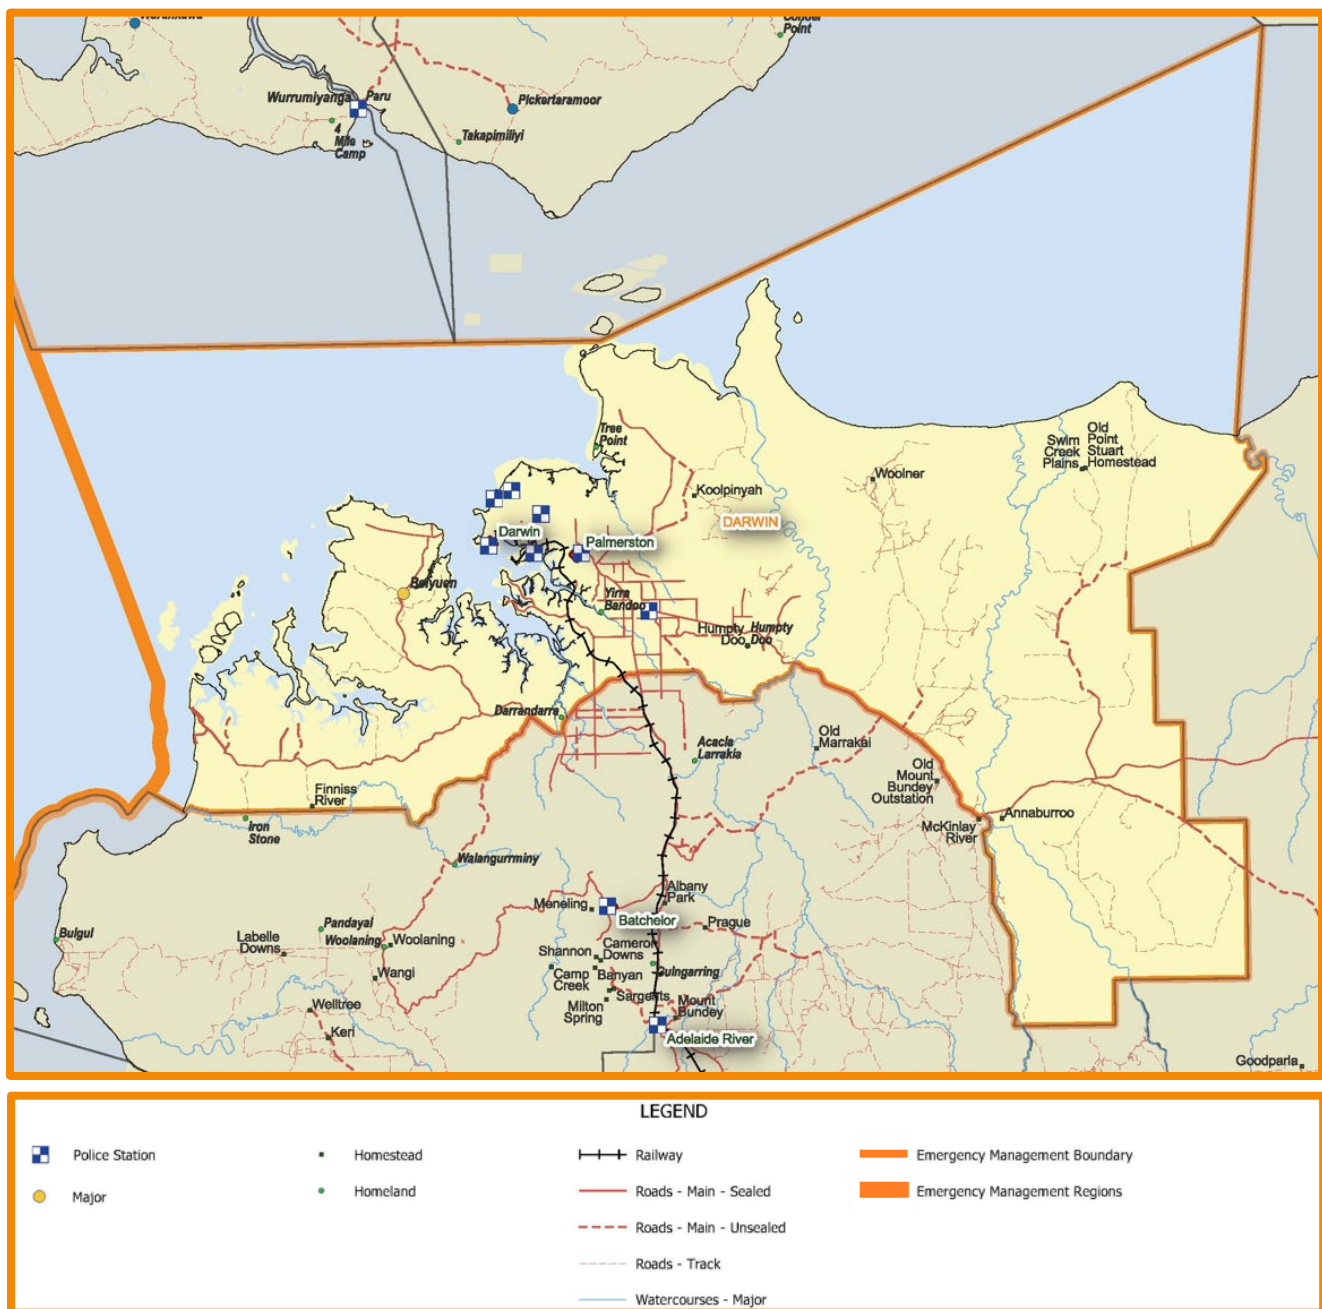 Point
Wurrumiyanga
Paru
Pickertaramoor
4
Mile
Camp
Takapimiliyi
Tree
Point
Swim
Creek
Plains
Old
Point
Stuart
Homestead
Koolpinyah
Woolner
DARWIN
Darwin
Palmerston
Belyuen
Yirra
Bandoo
Humpty
Doo
Humpty
Doo
Darrandarra
Acacia
Larrakia
Old
Marrakai
Old
Mount
Bundey
Outstation
Finniss
River
Iron
Stone
McKinlay
River
Annaburroo
Walangurrminy
Albany
Park
Meneling
Batchelor
Prague
Bulgul
Labelle
Downs
Pandayal
Woolaning
Woolaning
Shannon
Cameron
Downs
Wangi
Camp
Creek
Banyan
Guingarring
Sargents
Milton
Spring
Mount
Bundey
Welltree
Keri
Adelaide River
Goodparla
LEGEND
Police Station
Homestead
Railway
Emergency Management Boundary
Major
Homeland
Roads - Main - Sealed
Emergency Management Regions
Roads - Main - Unsealed
Roads - Track
Watercourses - Major